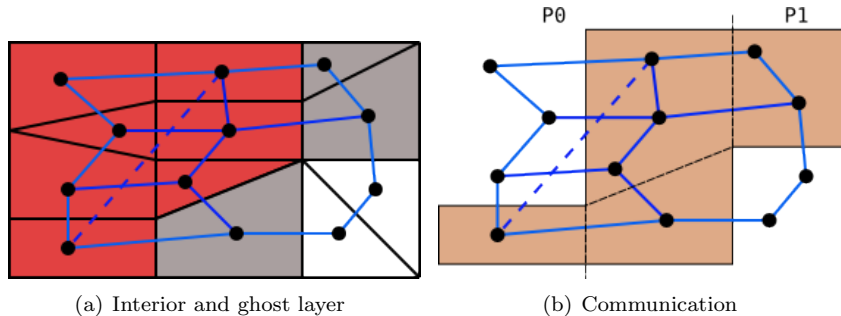 P0 P1
(a) Interior and ghost layer
(b) Communication